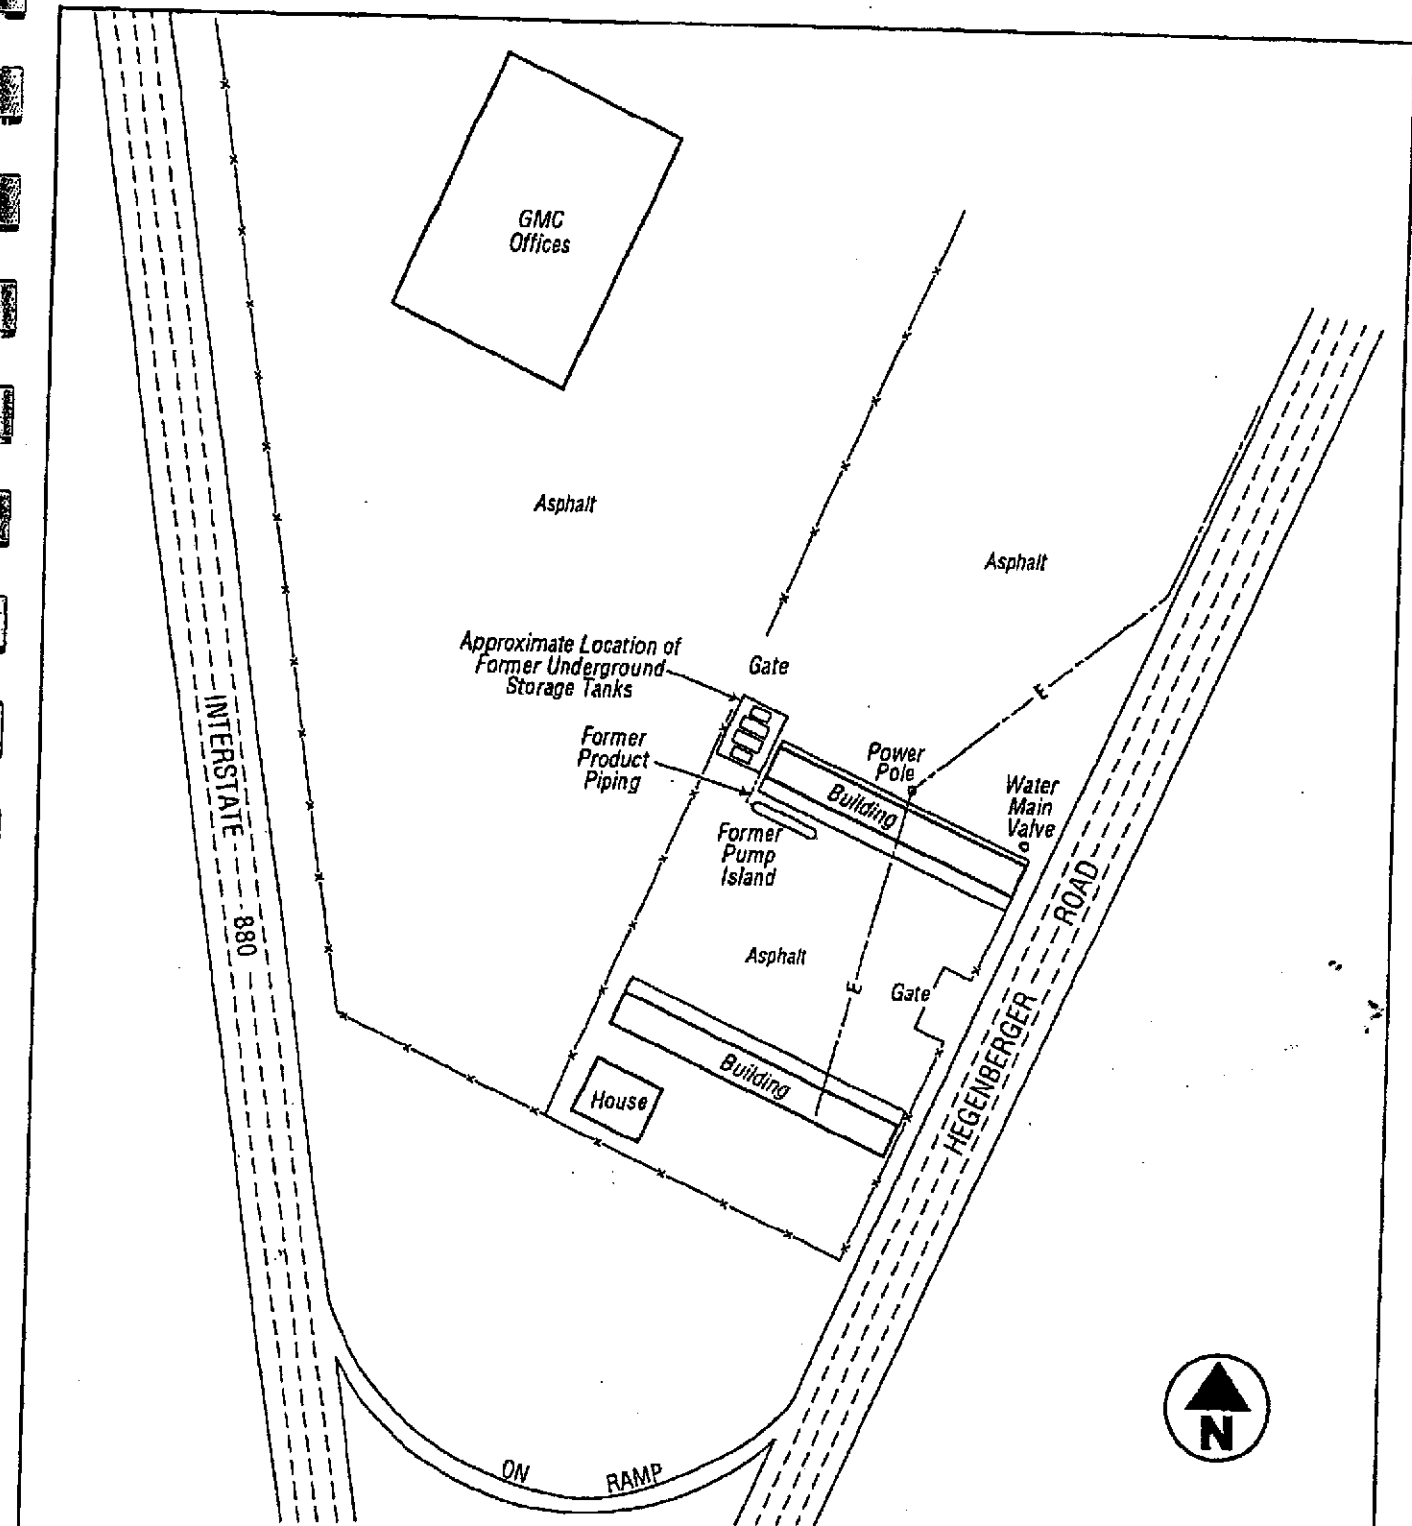 GMC
Offices
Asphalt
Asphalt
Approximate Location of
Former Underground
Storage Tanks
Gate
Former
Product
Piping
Power
Pole
Building
Water
Main
Valve
Former
Pump
Island
E
INTERSTATE 880
Asphalt
E
Gate
HEGENBERGER ROAD
Building
House
ON RAMP
N